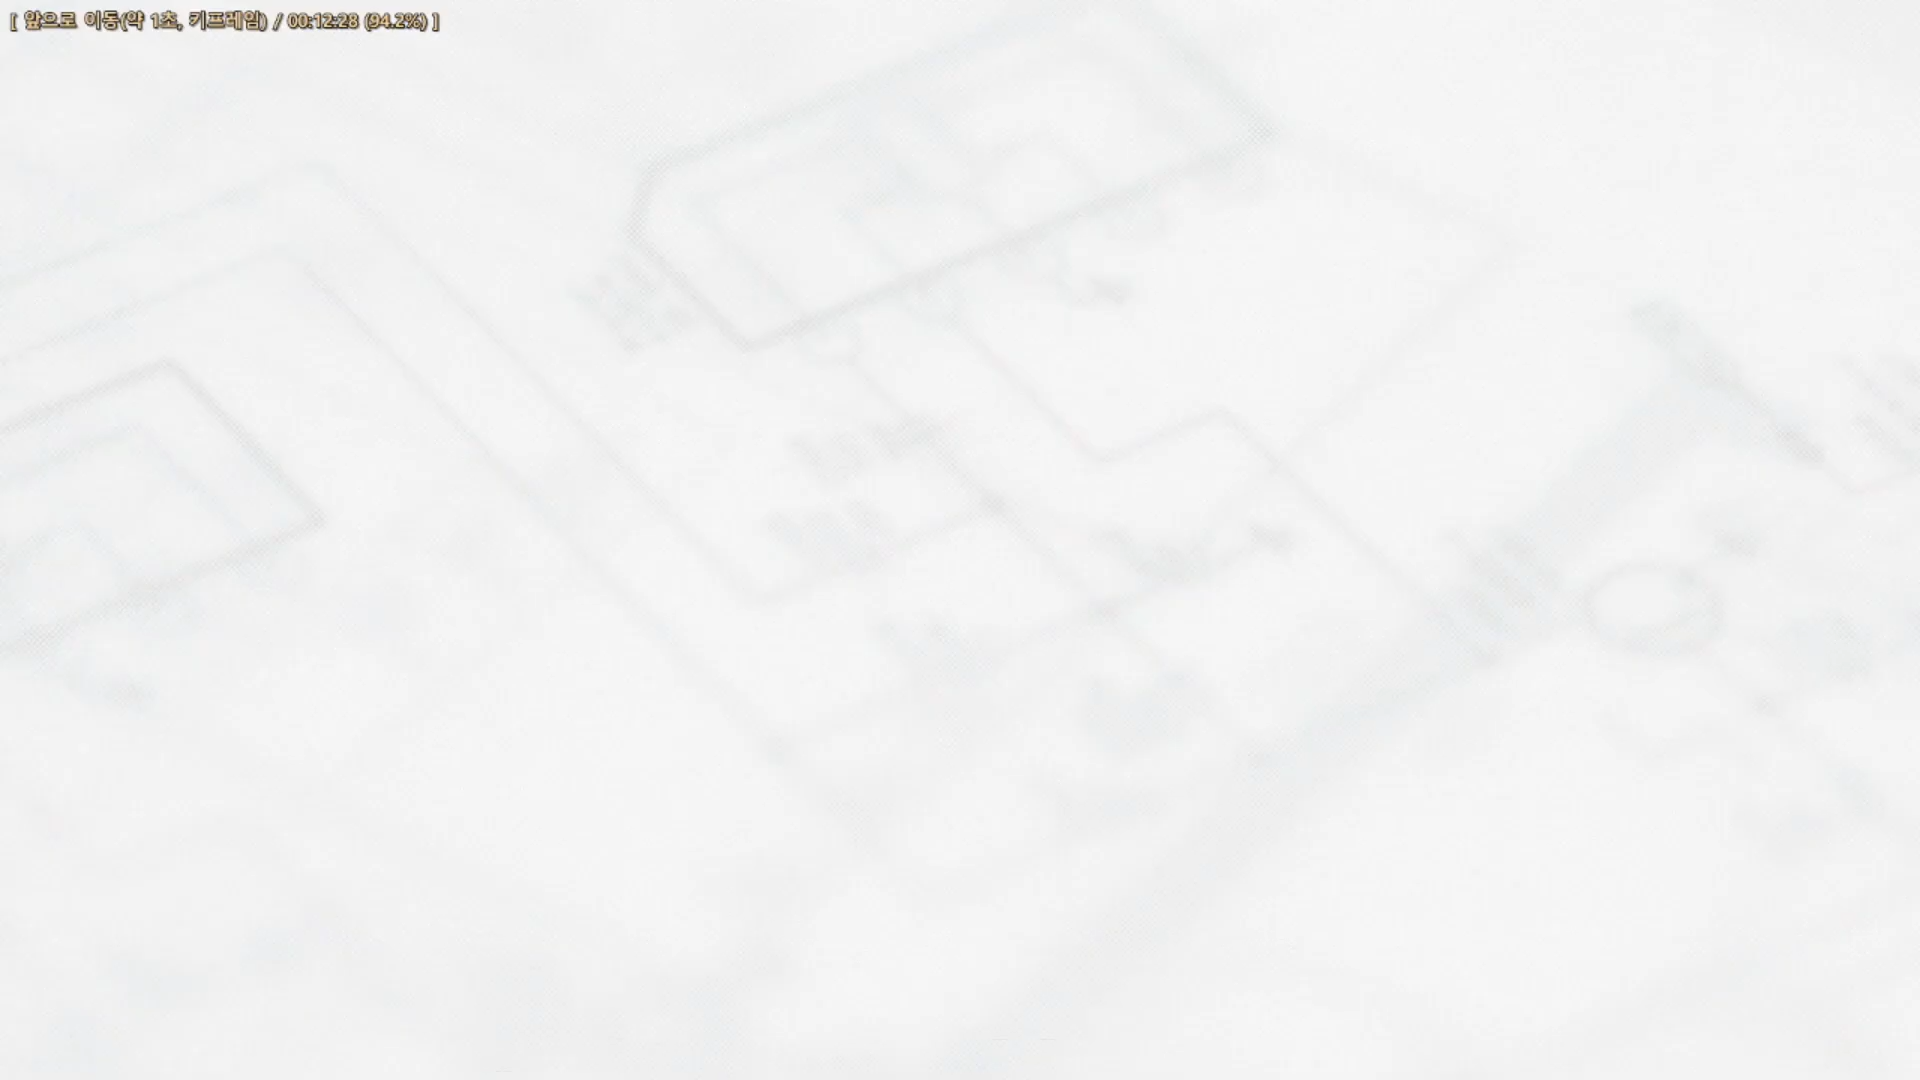 [ 앞으로 이동(약 1초, 키프레임) / 00:12:28 (94.2%) ]